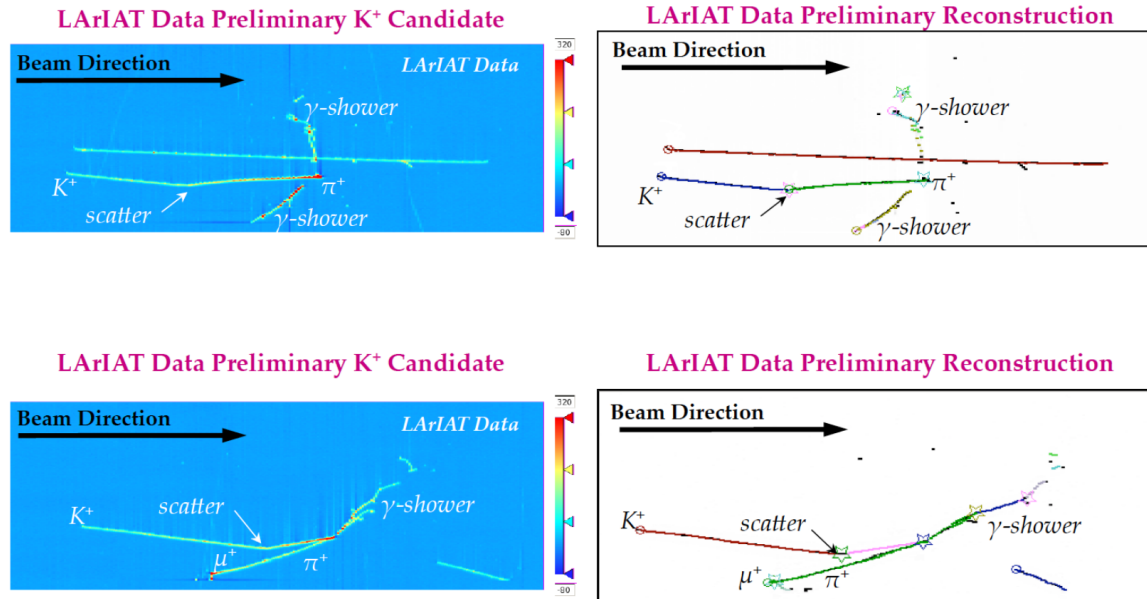 LArIAT Data Preliminary K⁺ Candidate
LArIAT Data Preliminary Reconstruction
Beam Direction
LArIAT Data
γ-shower
K⁺
scatter
π⁺
γ-shower
320
-80
Beam Direction
γ-shower
K⁺
scatter
π⁺
γ-shower
LArIAT Data Preliminary K⁺ Candidate
LArIAT Data Preliminary Reconstruction
Beam Direction
LArIAT Data
K⁺
scatter
γ-shower
μ⁺
π⁺
320
-80
Beam Direction
K⁺
scatter
γ-shower
μ⁺
π⁺